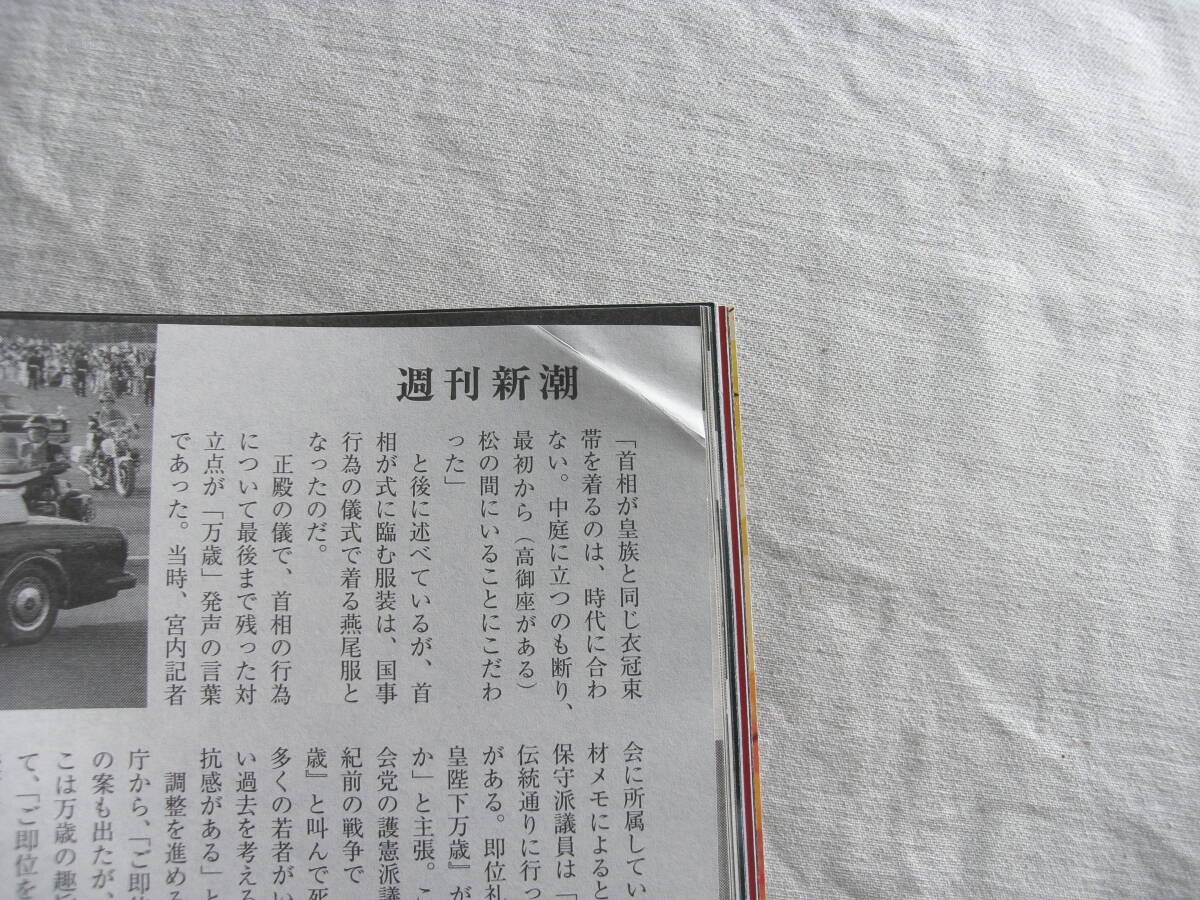 週刊新潮
「首相が皇族と同じ衣冠束
帯を着るのは、時代に合わ
ない。中庭に立つのも断り、
最初から（高御座がある）
松の間にいることにこだわ
った」
と後に述べているが、首
相が式に臨む服装は、国事
行為の儀式で着る燕尾服と
なったのだ。
正殿の儀で、首相の行為
について最後まで残った対
立点が「万歳」発声の言葉
であった。当時、宮内記者
会に所属してい
材メモによると
保守派議員は「
伝統通りに行っ
がある。即位礼
皇陛下万歳』が
か」と主張。こ
会党の護憲派議
紀前の戦争で
歳』と叫んで死
多くの若者がい
い過去を考える
抗感がある」と
調整を進める
庁から、「ご即位
の案も出たが、
こは万歳の趣旨
て、「ご即位を